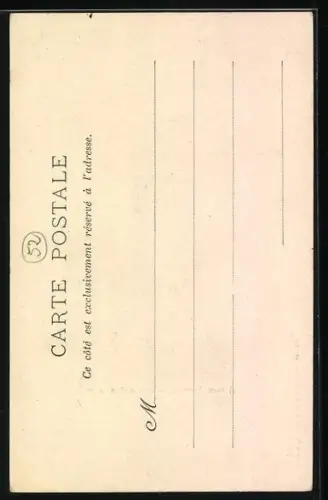 CARTE POSTALE
Ce côté est exclusivement réservé à l'adresse.
M
52